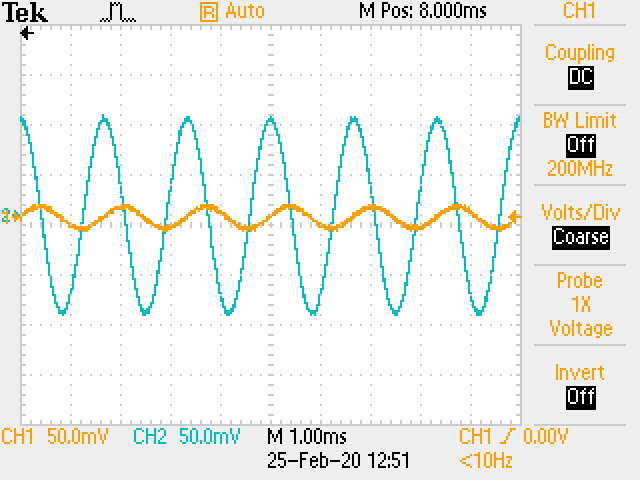 Tek R Auto M Pos: 8.000ms CH1
Coupling
DC
BW Limit
Off
200MHz
Volts/Div
Coarse
Probe
1X
Voltage
Invert
Off
CH1 50.0mV CH2 50.0mV M 1.00ms CH1 0.00V
25-Feb-20 12:51 <10Hz